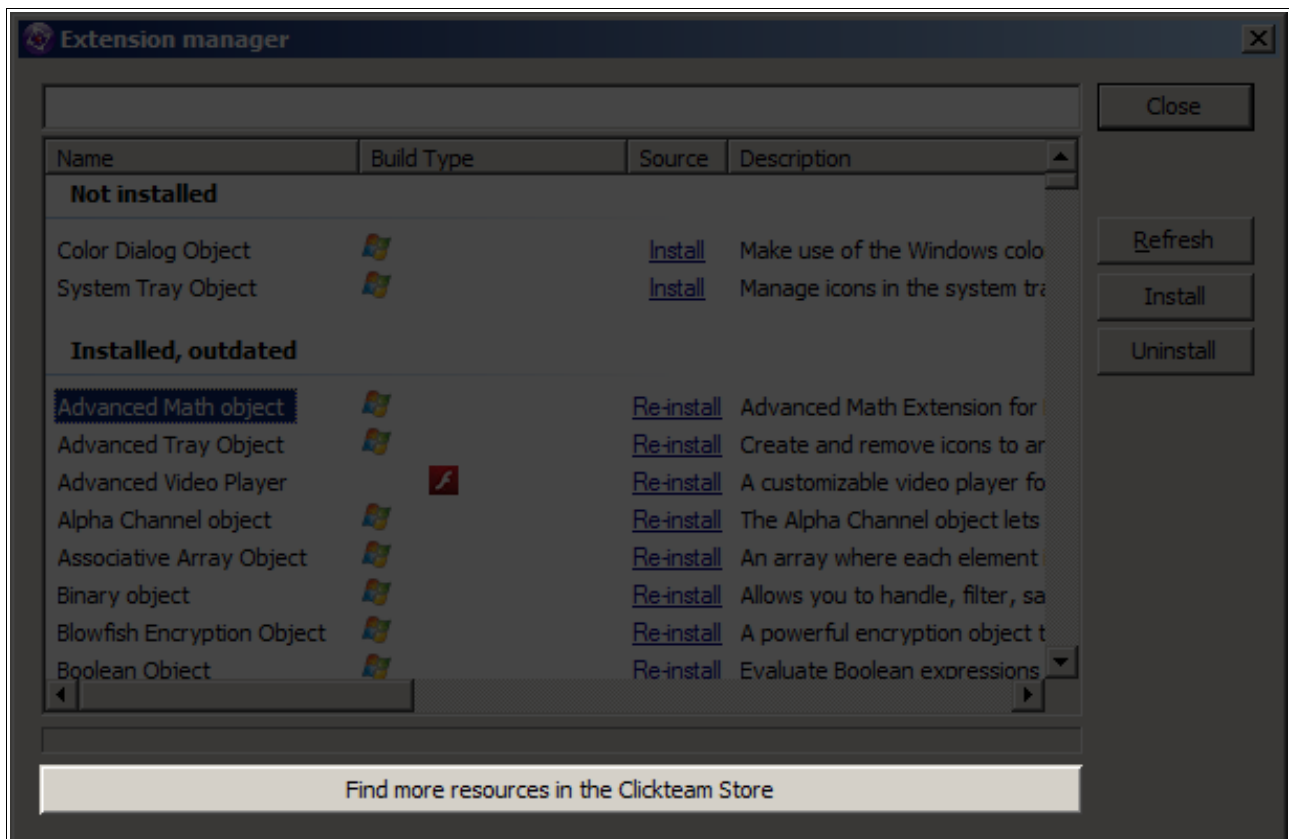 Extension manager
Close
Name Build Type Source Description
Not installed
Color Dialog Object Install Make use of the Windows colo
Refresh
System Tray Object Install Manage icons in the system tra
Install
Installed, outdated
Uninstall
Advanced Math object Re-install Advanced Math Extension for
Advanced Tray Object Re-install Create and remove icons to ar
Advanced Video Player Re-install A customizable video player fo
Alpha Channel object Re-install The Alpha Channel object lets
Associative Array Object Re-install An array where each element
Binary object Re-install Allows you to handle, filter, sa
Blowfish Encryption Object Re-install A powerful encryption object t
Boolean Object Re-install Evaluate Boolean expressions
Find more resources in the Clickteam Store